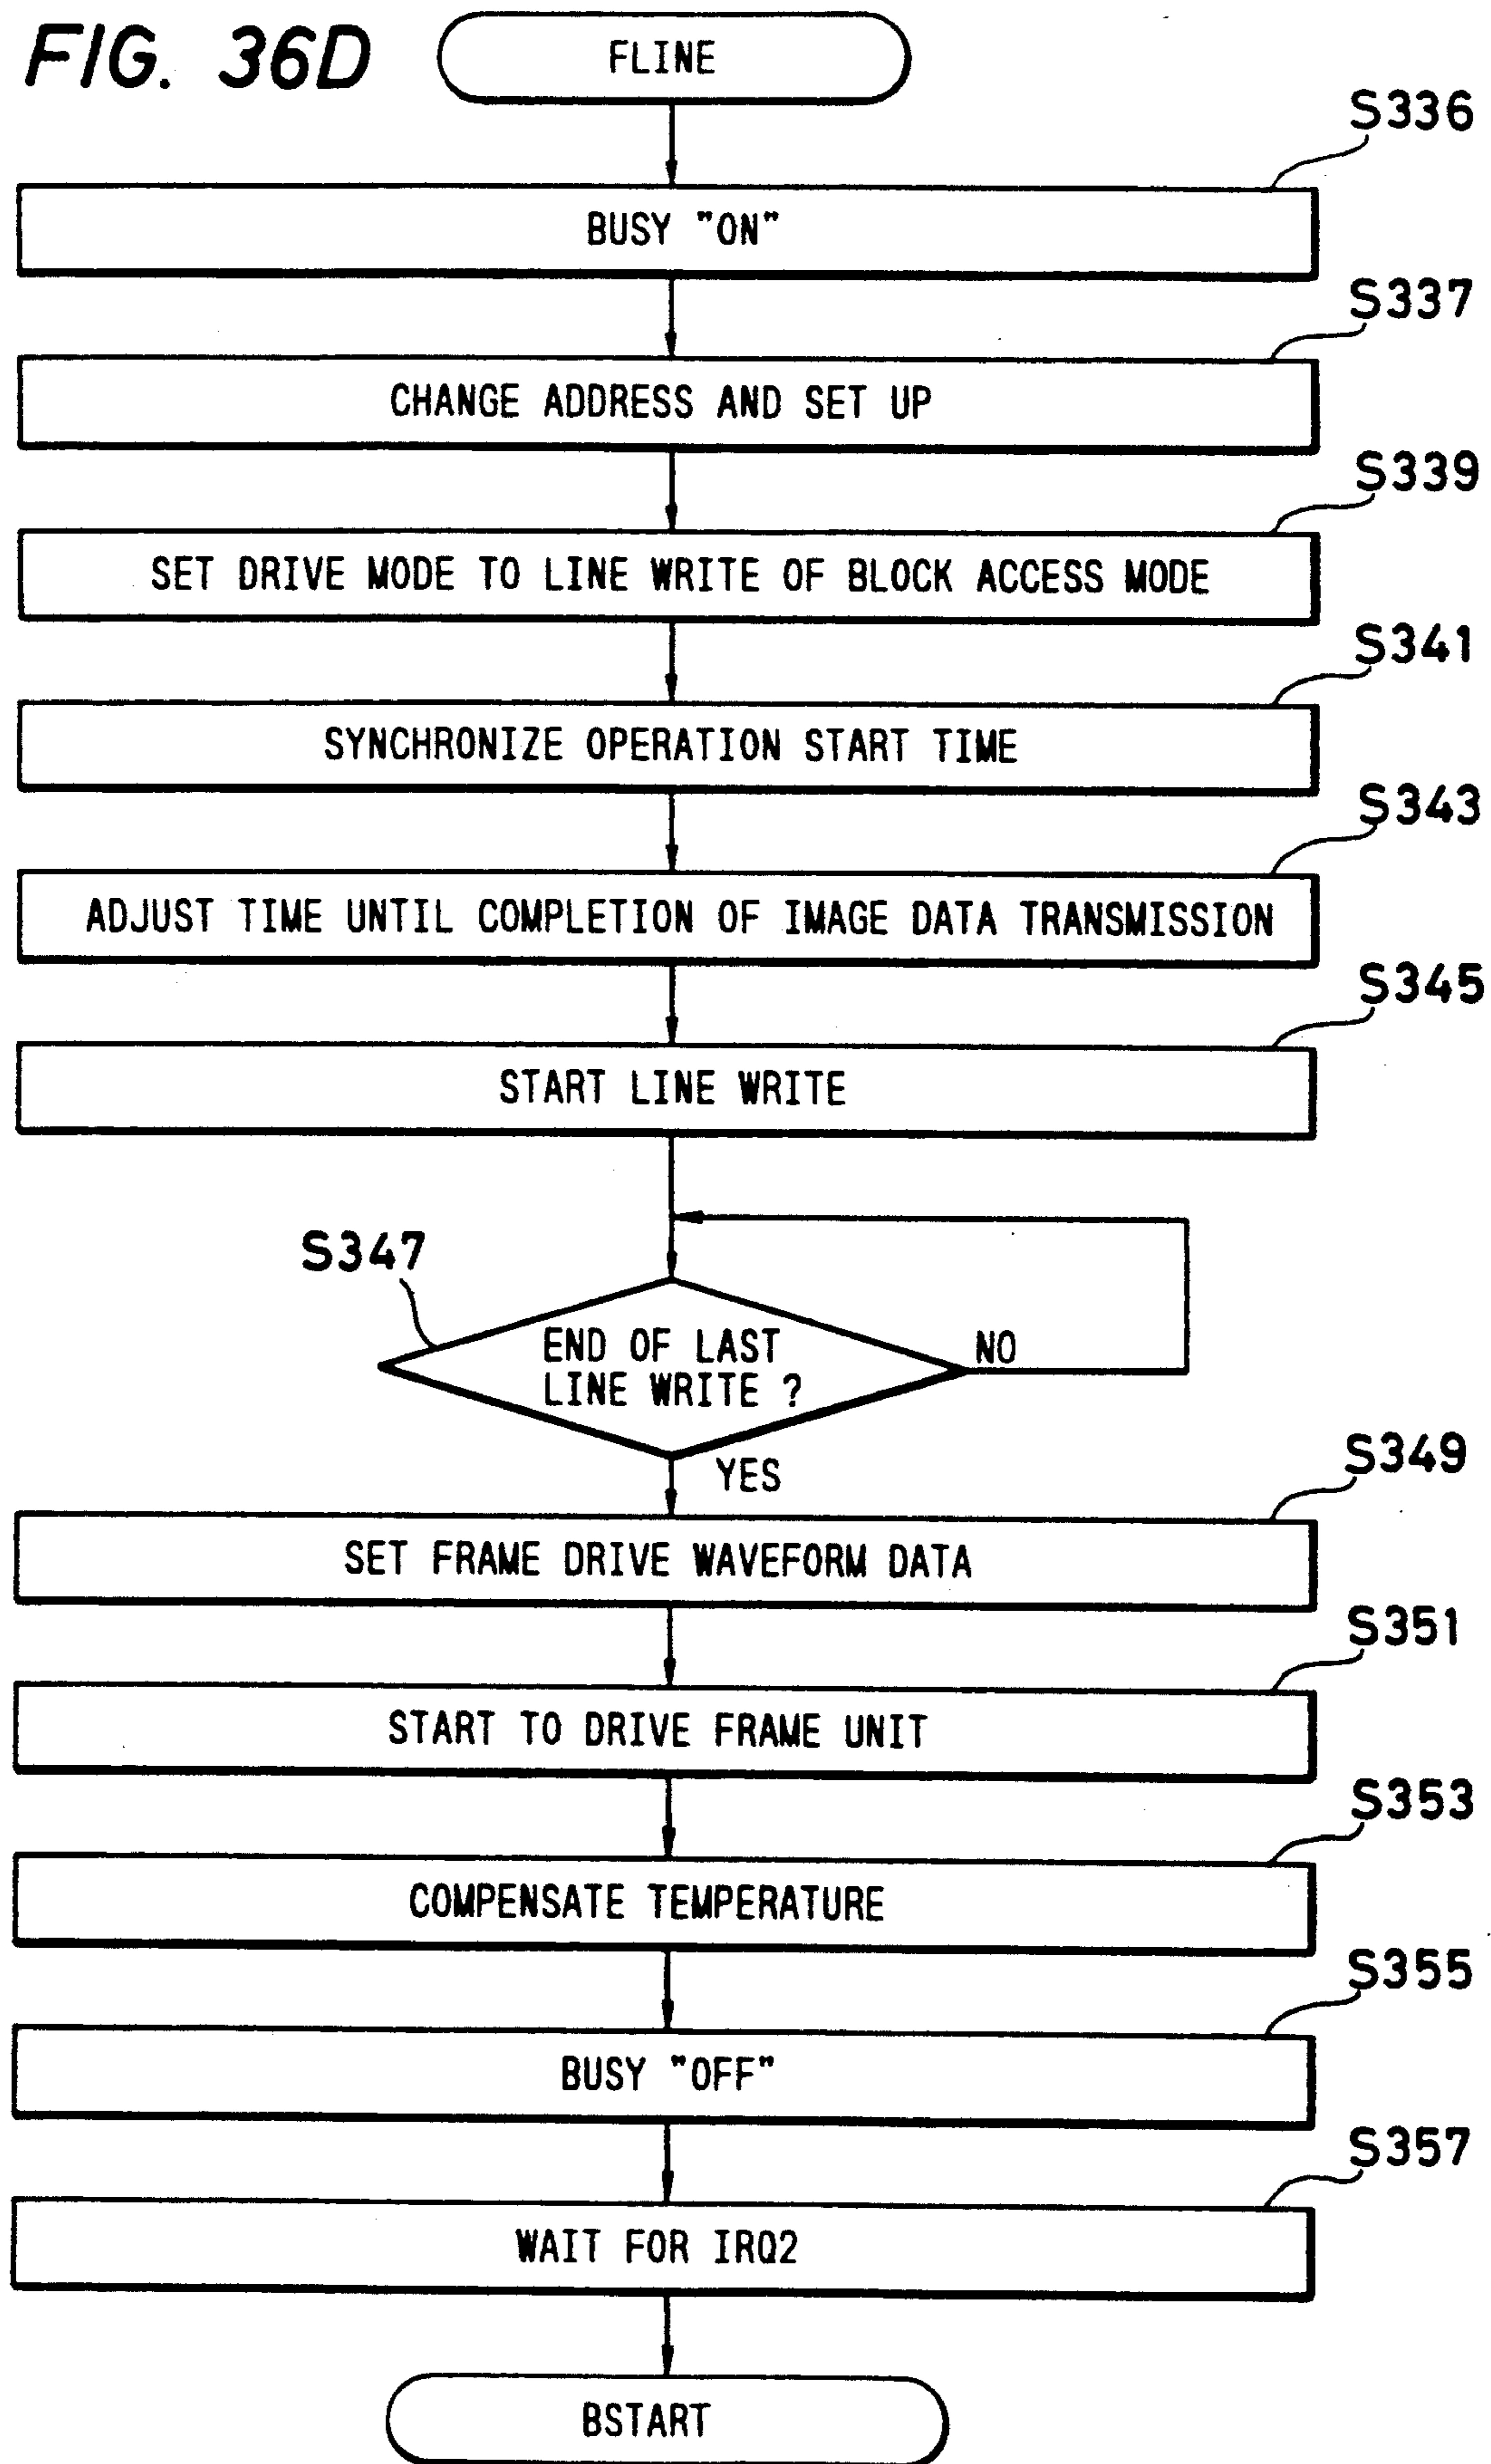 FIG. 36D
FLINE
S336
BUSY "ON"
S337
CHANGE ADDRESS AND SET UP
S339
SET DRIVE MODE TO LINE WRITE OF BLOCK ACCESS MODE
S341
SYNCHRONIZE OPERATION START TIME
S343
ADJUST TIME UNTIL COMPLETION OF IMAGE DATA TRANSMISSION
S345
START LINE WRITE
S347
END OF LAST
LINE WRITE ?
NO
YES
S349
SET FRAME DRIVE WAVEFORM DATA
S351
START TO DRIVE FRAME UNIT
S353
COMPENSATE TEMPERATURE
S355
BUSY "OFF"
S357
WAIT FOR IRQ2
BSTART